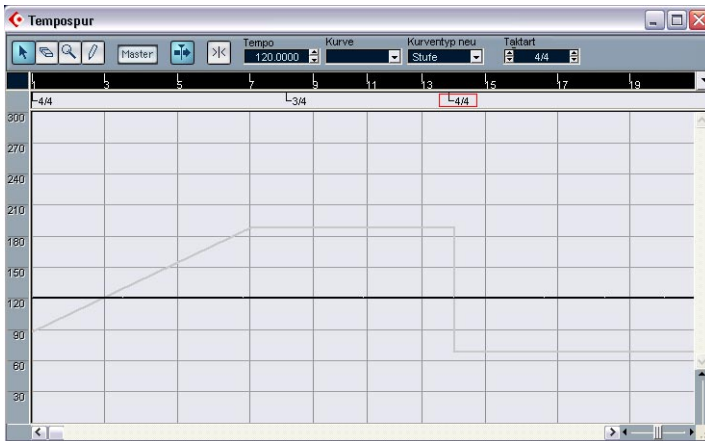 Tempospur
Tempo Kurve Kurventyp neu Taktart
Master 120.0000 Stufe 4/4
1 3 5 7 9 11 13 15 17 19
4/4 3/4 4/4
300
270
240
210
180
150
120
90
60
30